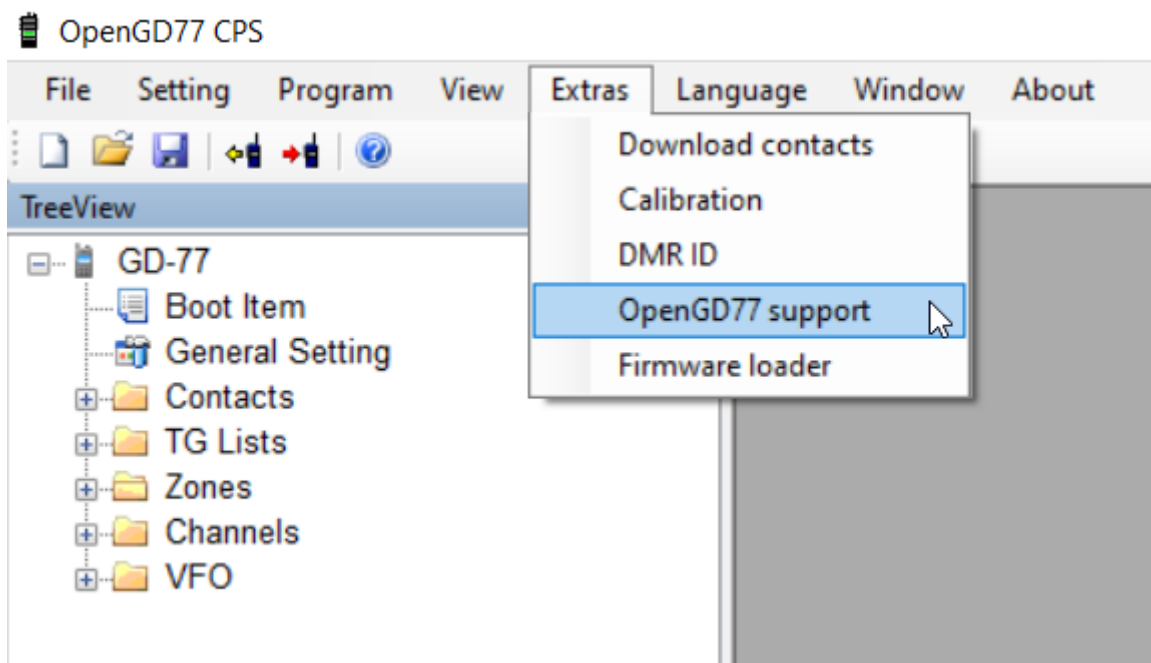 OpenGD77 CPS
File Setting Program View Extras Language Window About
Download contacts
Calibration
DMR ID
OpenGD77 support
Firmware loader
TreeView
GD-77
Boot Item
General Setting
Contacts
TG Lists
Zones
Channels
VFO